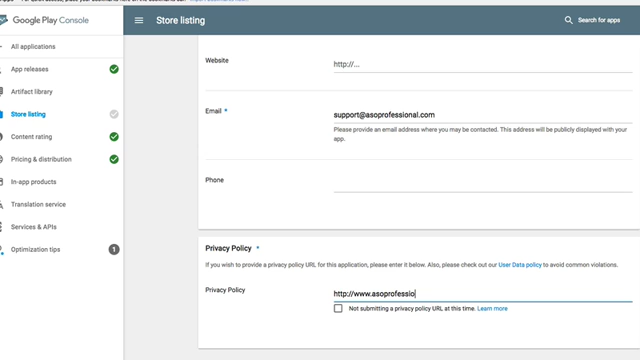 Google Play Console
Store listing
Search for apps
All applications
App releases
Artifact library
Store listing
Content rating
Pricing & distribution
In-app products
Translation service
Services & APIs
Optimization tips
1
Website
http://...
Email *
support@asoprofessional.com
Please provide an email address where you may be contacted. This address will be publicly displayed with your
app.
Phone
Privacy Policy *
If you wish to provide a privacy policy URL for this application, please enter it below. Also, please check out our User Data policy to avoid common violations.
Privacy Policy
http://www.asoprofessio
Not submitting a privacy policy URL at this time. Learn more